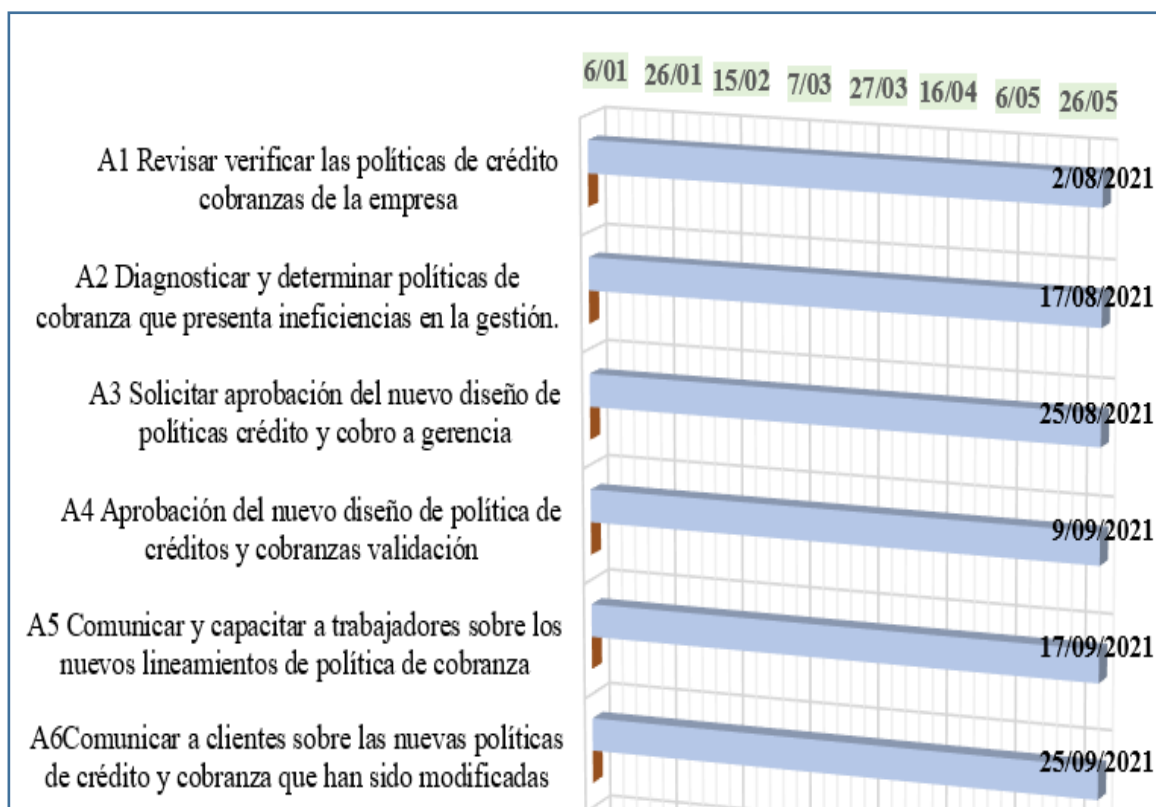 6/01 26/01 15/02 7/03 27/03 16/04 6/05 26/05
A1 Revisar verificar las políticas de crédito
cobranzas de la empresa
2/08/2021
A2 Diagnosticar y determinar políticas de
cobranza que presenta ineficiencias en la gestión.
17/08/2021
A3 Solicitar aprobación del nuevo diseño de
políticas crédito y cobro a gerencia
25/08/2021
A4 Aprobación del nuevo diseño de política de
créditos y cobranzas validación
9/09/2021
A5 Comunicar y capacitar a trabajadores sobre los
nuevos lineamientos de política de cobranza
17/09/2021
A6Comunicar a clientes sobre las nuevas políticas
de crédito y cobranza que han sido modificadas
25/09/2021